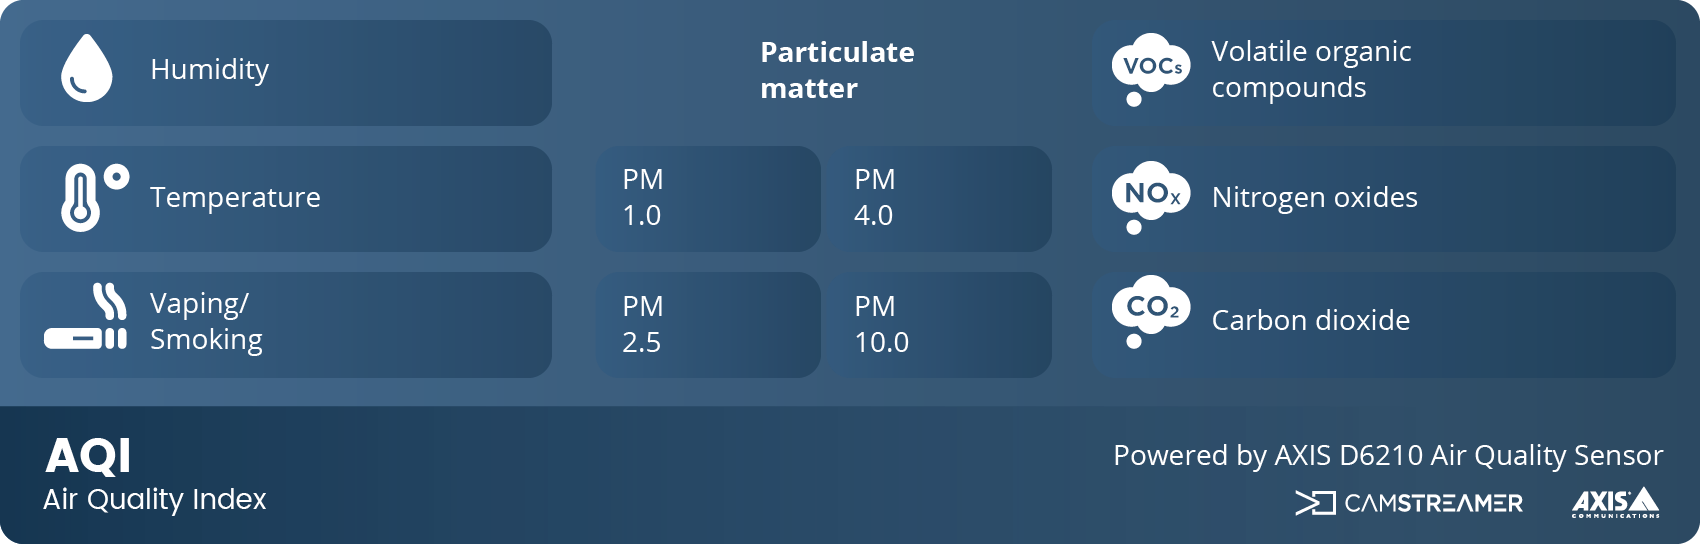 Humidity
Temperature
Vaping/
Smoking
Particulate
matter
PM
1.0
PM
4.0
PM
2.5
PM
10.0
VOCs
Volatile organic
compounds
NOx
Nitrogen oxides
CO2
Carbon dioxide
AQI
Air Quality Index
Powered by AXIS D6210 Air Quality Sensor
CAMSTREAMER
AXIS
COMMUNICATIONS